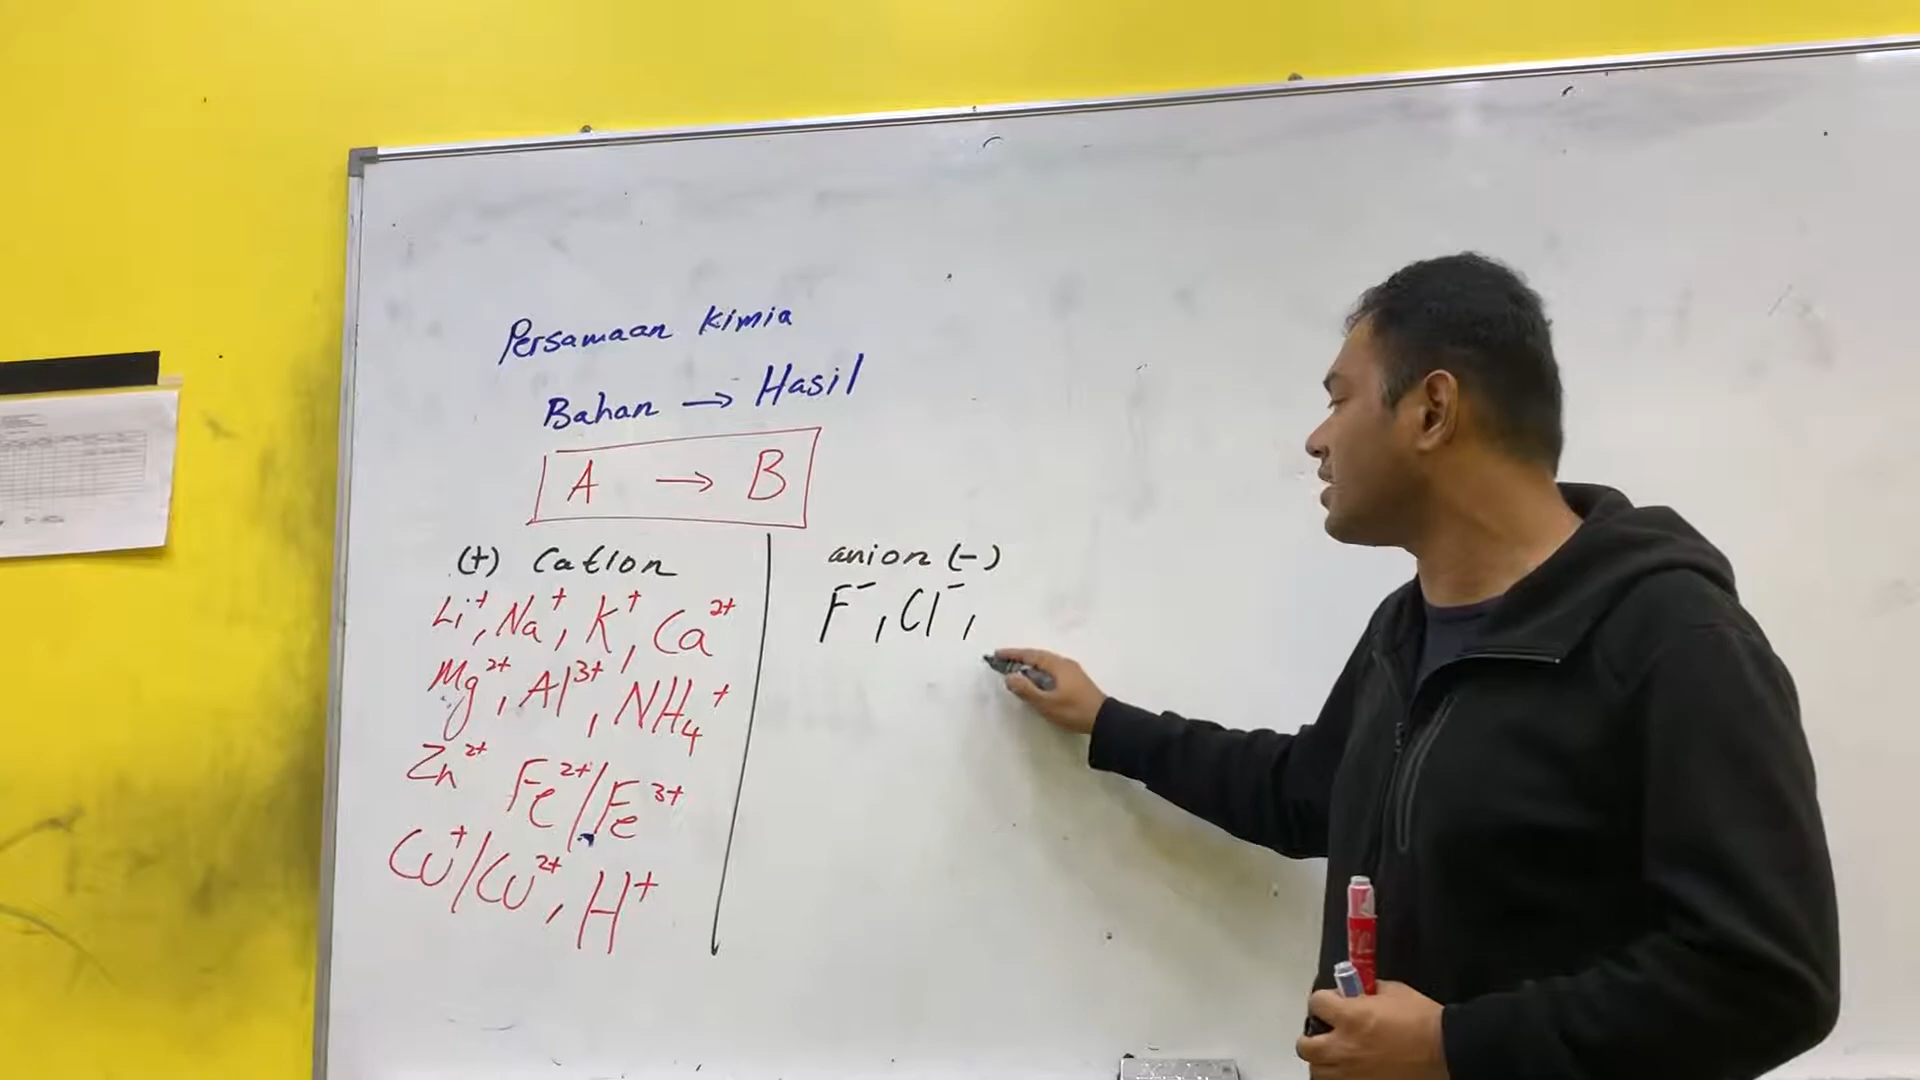 Persamaan Kimia
Bahan → Hasil
A → B
(+) Cation
Li⁺, Na⁺, K⁺, Ca²⁺
Mg²⁺, Al³⁺, NH₄⁺
Zn²⁺ Fe²⁺/Fe³⁺
Cu⁺/Cu²⁺, H⁺
anion (-)
F⁻, Cl⁻,